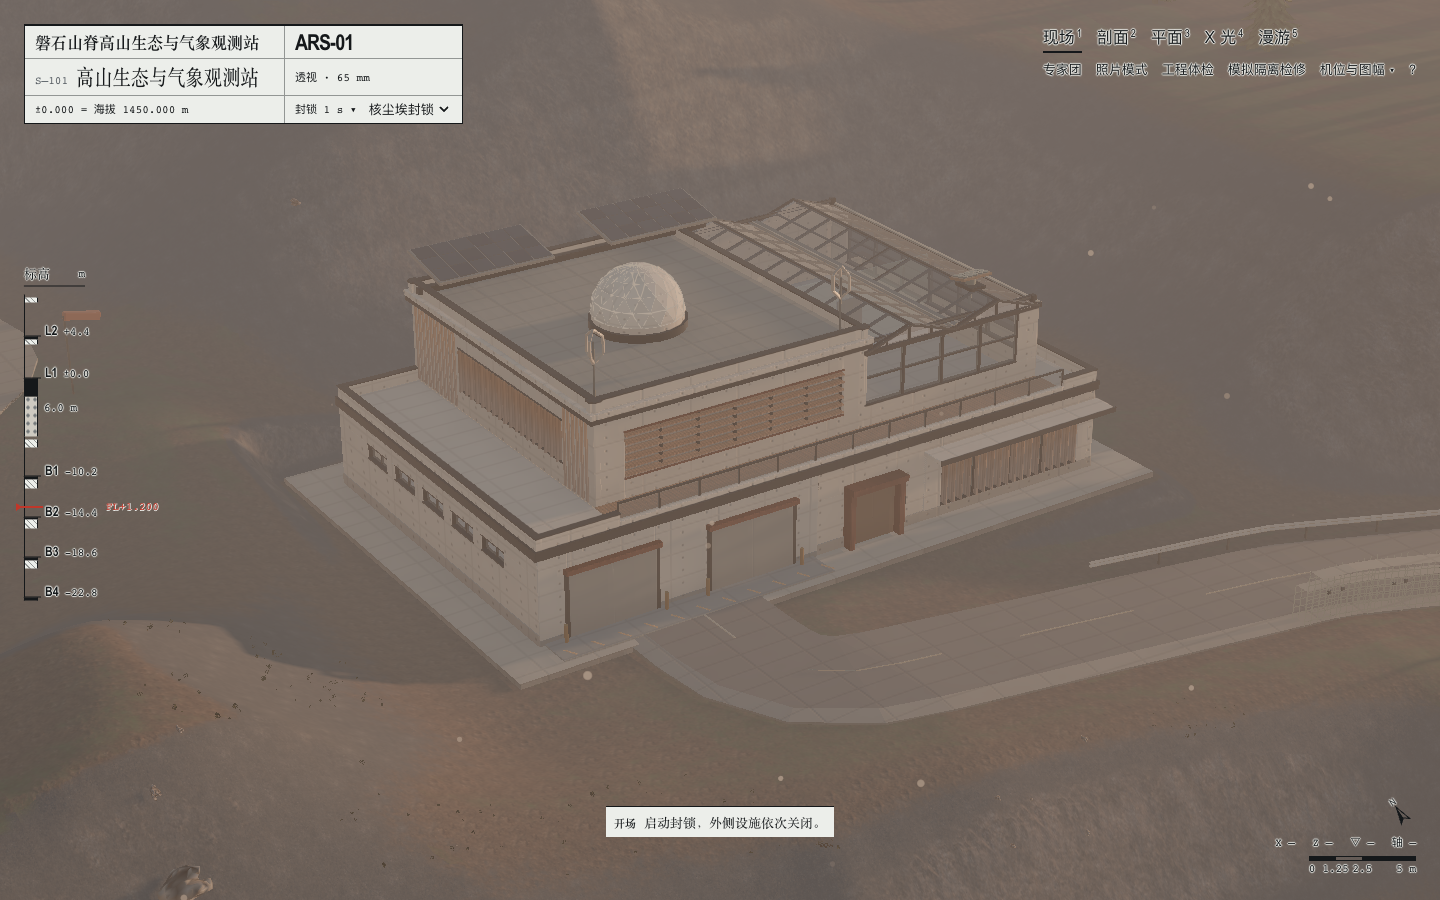 磐石山脊高山生态与气象观测站 ARS-01
S-101 高山生态与气象观测站 透视 · 65 mm
±0.000 = 海拔 1450.000 m 封锁 1 s ▾ 核尘埃封锁
现场1 剖面2 平面3 X 光4 漫游5
专家团 照片模式 工程体检 模拟隔离检修 机位与图幅 ▾ ?
标高 m
L2 +4.4
L1 ±0.0
6.0 m
B1 -10.2
B2 -14.4 FL+1.200
B3 -18.6
B4 -22.8
开场 启动封锁，外侧设施依次关闭。
N
X — Z — ▽ — 轴 —
0 1.25 2.5 5 m